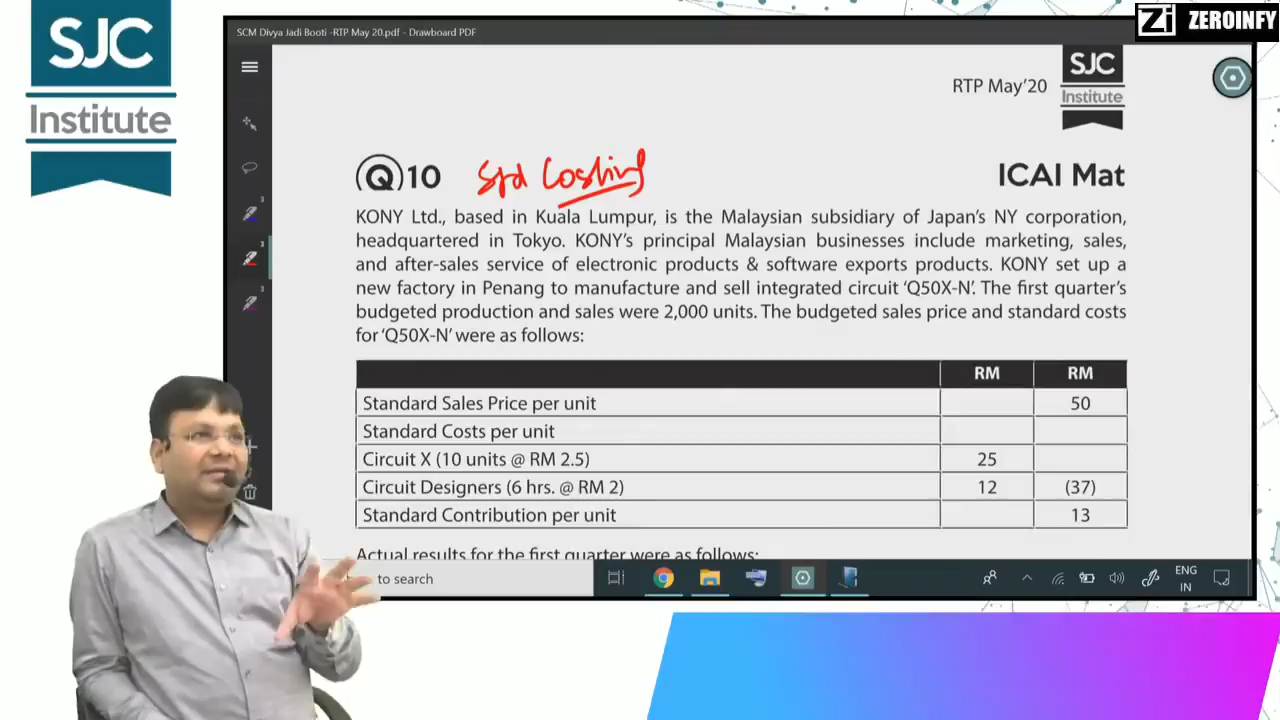 SJC
Institute
ZEROINFY
SCM Divya Jadi Booti -RTP May 20.pdf - Drawboard PDF
RTP May'20
SJC
Institute
Q 10 Std Costing ICAI Mat
KONY Ltd., based in Kuala Lumpur, is the Malaysian subsidiary of Japan's NY corporation,
headquartered in Tokyo. KONY's principal Malaysian businesses include marketing, sales,
and after-sales service of electronic products & software exports products. KONY set up a
new factory in Penang to manufacture and sell integrated circuit 'Q50X-N'. The first quarter's
budgeted production and sales were 2,000 units. The budgeted sales price and standard costs
for 'Q50X-N' were as follows:
RM RM
Standard Sales Price per unit 50
Standard Costs per unit
Circuit X (10 units @ RM 2.5) 25
Circuit Designers (6 hrs. @ RM 2) 12 (37)
Standard Contribution per unit 13
Actual results for the first quarter were as follows:
to search
ENG
IN